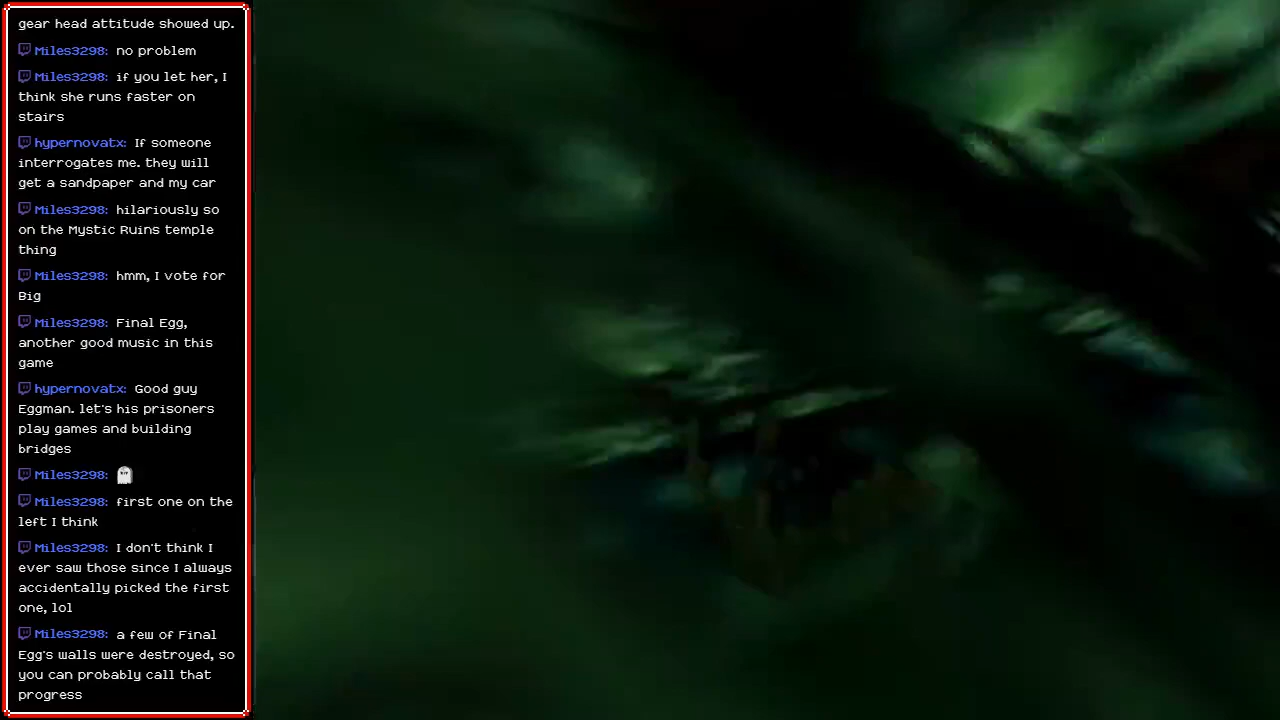 gear head attitude showed up.
Miles3298: no problem
Miles3298: if you let her, I
think she runs faster on
stairs
hypernovatx: If someone
interrogates me. they will
get a sandpaper and my car
Miles3298: hilariously so
on the Mystic Ruins temple
thing
Miles3298: hmm, I vote for
Big
Miles3298: Final Egg,
another good music in this
game
hypernovatx: Good guy
Eggman. let's his prisoners
play games and building
bridges
Miles3298:
Miles3298: first one on the
left I think
Miles3298: I don't think I
ever saw those since I always
accidentally picked the first
one, lol
Miles3298: a few of Final
Egg's walls were destroyed, so
you can probably call that
progress